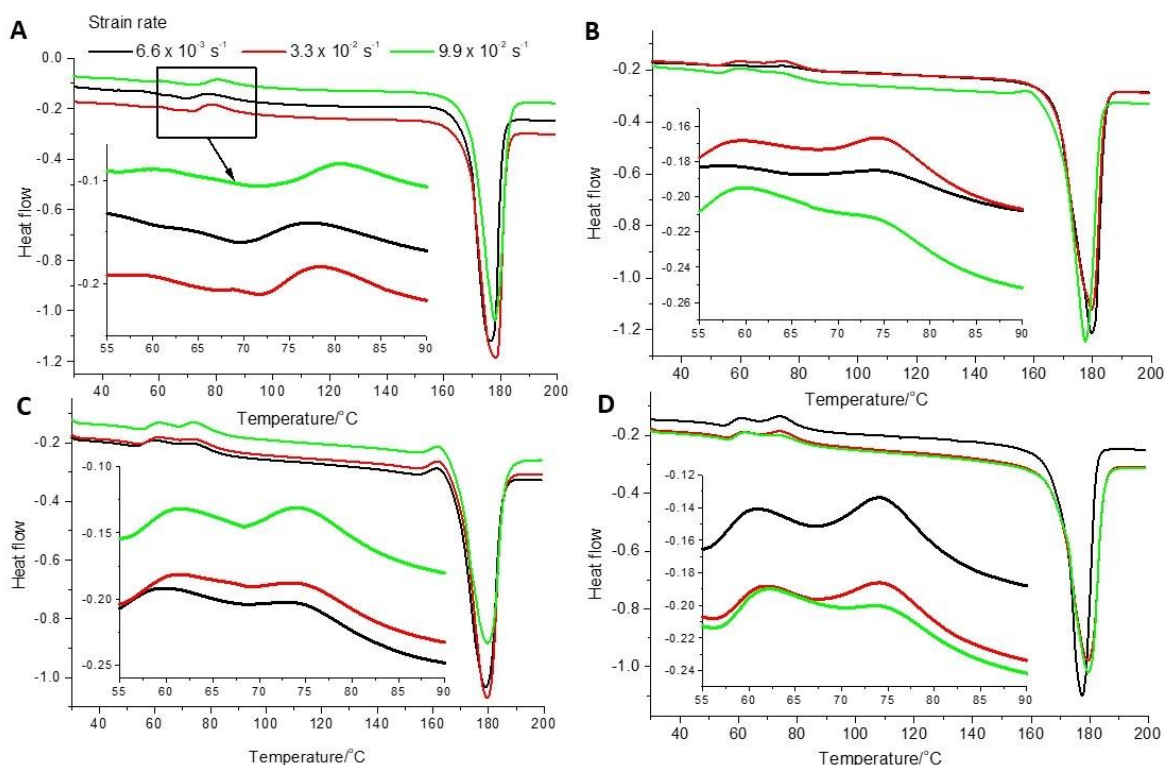 A
Strain rate
6.6 x 10⁻³ s⁻¹ 3.3 x 10⁻² s⁻¹ 9.9 x 10⁻² s⁻¹
Heat flow
0.0
-0.2
-0.4
-0.6
-0.8
-1.0
-1.2
-0.1
-0.2
55 60 65 70 75 80 85 90
40 60 80 100 120 140 160 180 200
Temperature/°C
B
Heat flow
-0.2
-0.4
-0.6
-0.8
-1.0
-1.2
-0.16
-0.18
-0.20
-0.22
-0.24
-0.26
55 60 65 70 75 80 85 90
40 60 80 100 120 140 160 180 200
Temperature/°C
C
Heat flow
-0.2
-0.4
-0.6
-0.8
-1.0
-0.10
-0.15
-0.20
-0.25
55 60 65 70 75 80 85 90
40 60 80 100 120 140 160 180 200
Temperature/°C
D
Heat flow
-0.2
-0.4
-0.6
-0.8
-1.0
-0.12
-0.14
-0.16
-0.18
-0.20
-0.22
-0.24
55 60 65 70 75 80 85 90
40 60 80 100 120 140 160 180 200
Temperature/°C